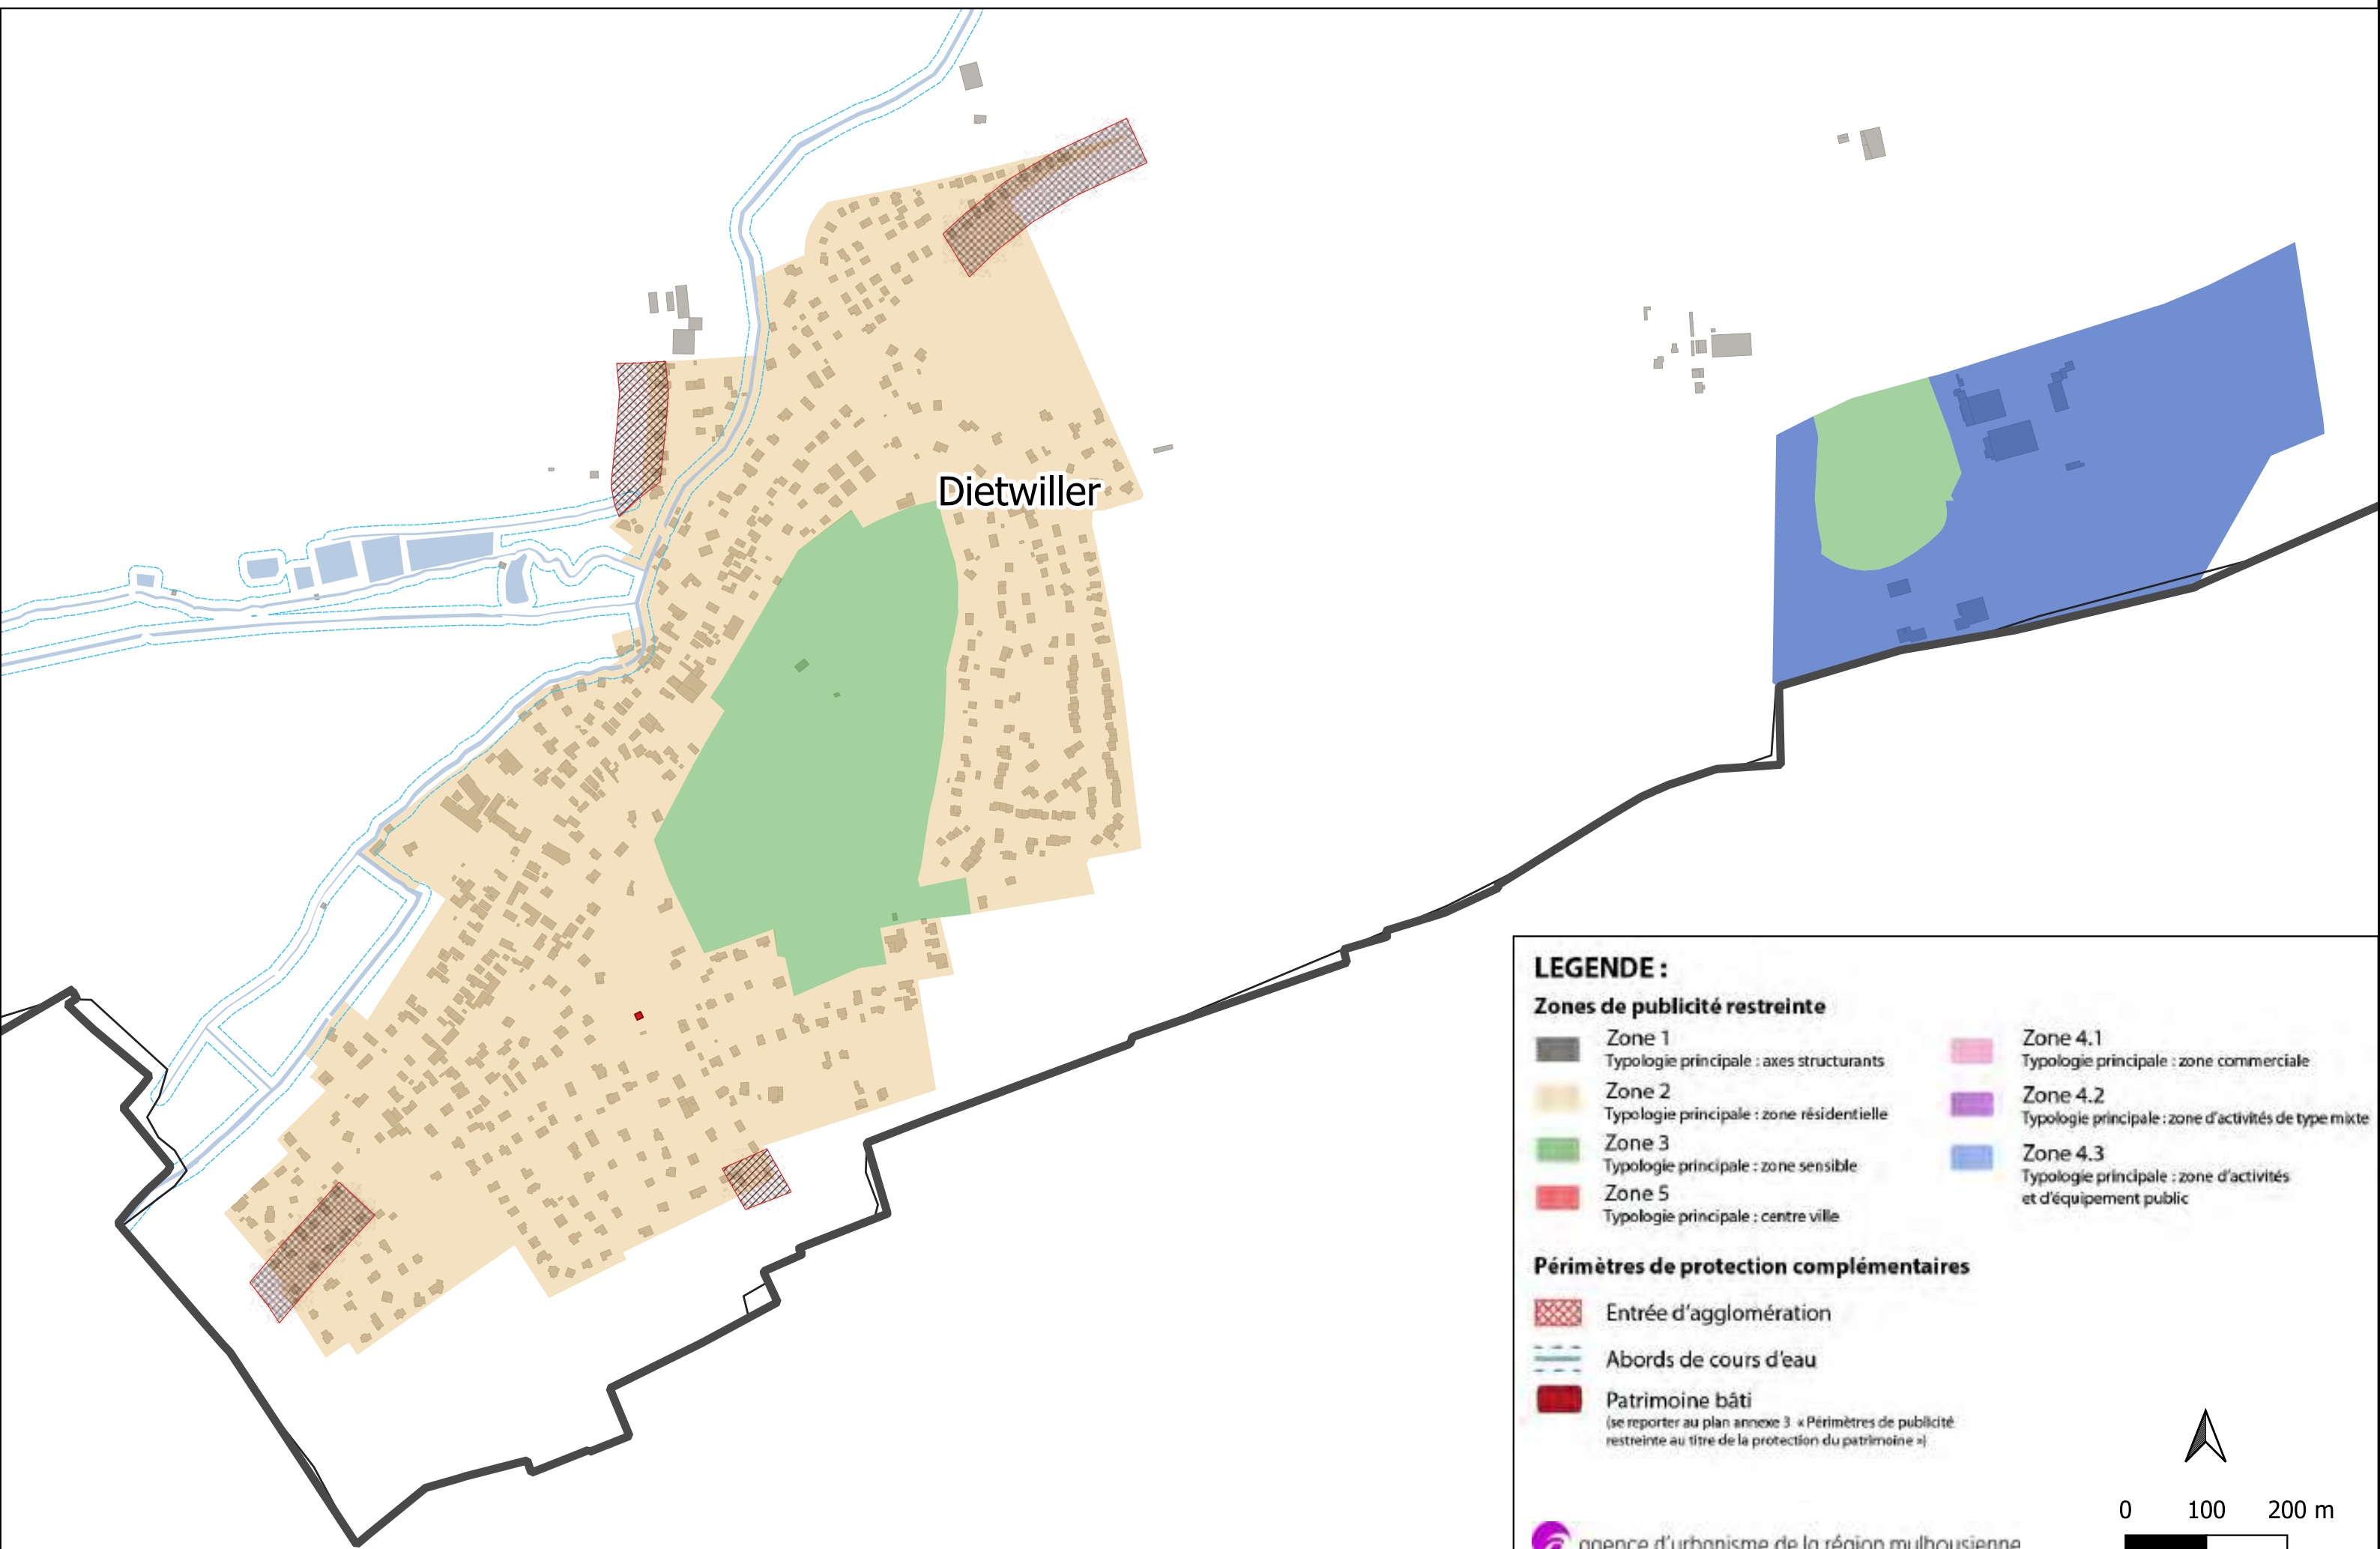 Dietwiller
LEGENDE :
Zones de publicité restreinte
Zone 1
Typologie principale : axes structurants
Zone 2
Typologie principale : zone résidentielle
Zone 3
Typologie principale : zone sensible
Zone 5
Typologie principale : centre ville
Zone 4.1
Typologie principale : zone commerciale
Zone 4.2
Typologie principale : zone d'activités de type mixte
Zone 4.3
Typologie principale : zone d'activités
et d'équipement public
Périmètres de protection complémentaires
Entrée d'agglomération
Abords de cours d'eau
Patrimoine bâti
(se reporter au plan annexe 3 « Périmètres de publicité
restreinte au titre de la protection du patrimoine »)
0 100 200 m
agence d'urbanisme de la région mulhousienne